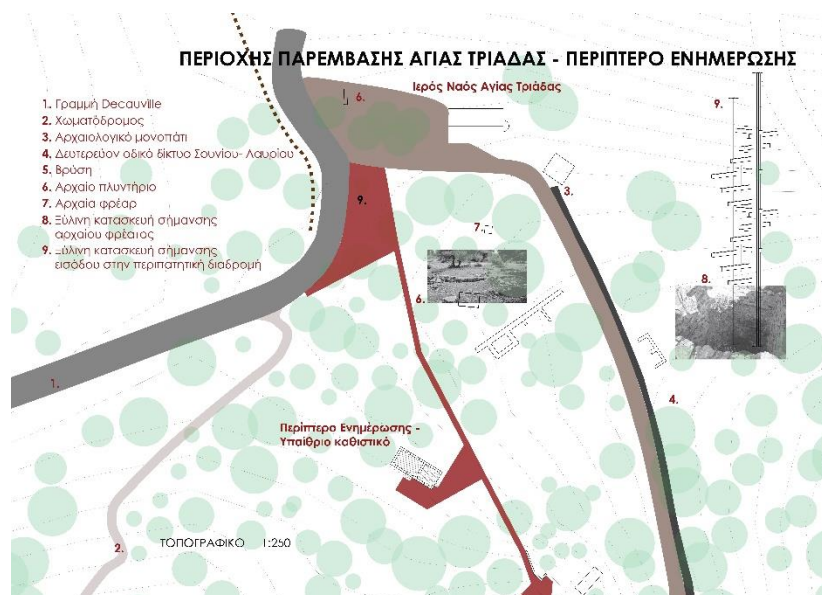 ΠΕΡΙΟΧΗΣ ΠΑΡΕΜΒΑΣΗΣ ΑΓΙΑΣ ΤΡΙΑΔΑΣ - ΠΕΡΙΠΤΕΡΟ ΕΝΗΜΕΡΩΣΗΣ
Ιερός Ναός Αγίας Τριάδας
1. Γραμμή Decauville
2. Χωματόδρομος
3. Αρχαιολογικό μονοπάτι
4. Δευτερεύον οδικό δίκτυο Σουνίου- Λαυρίου
5. Βρύση
6. Αρχαίο πλυντήριο
7. Αρχαία φρέαρ
8. Ξύλινη κατασκευή σήμανσης
αρχαίου φρέατος
9. Ξύλινη κατασκευή σήμανσης
εισόδου στην περιπατητική διαδρομή
6.
9.
3.
9.
7.
8.
6.
1.
4.
Περίπτερο Ενημέρωσης -
Υπαίθριο καθιστικό
2.
ΤΟΠΟΓΡΑΦΙΚΟ 1:250